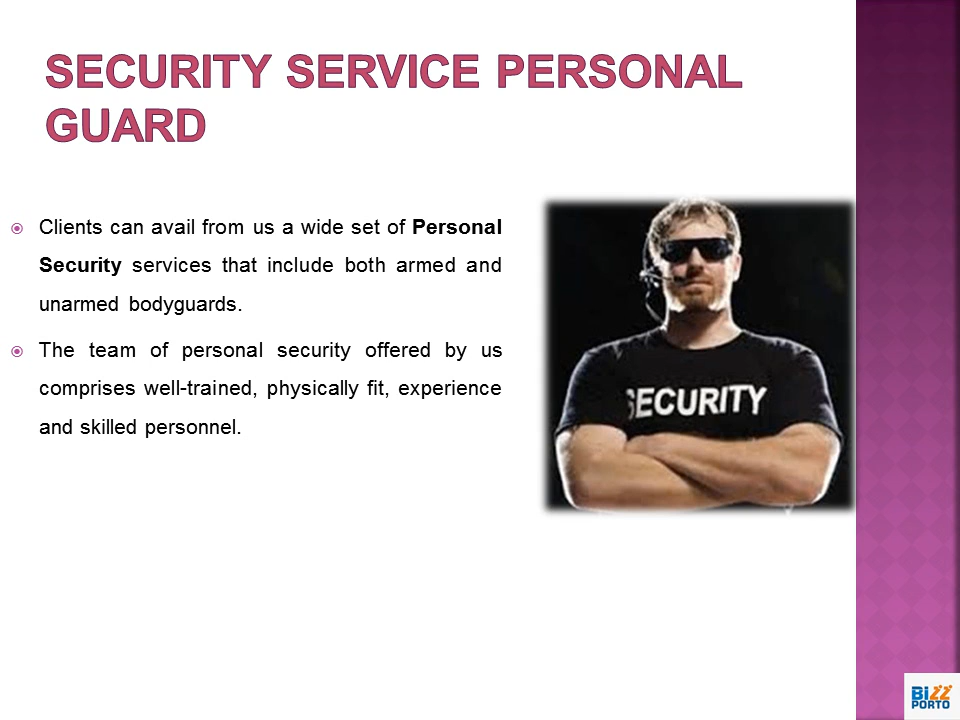 SECURITY SERVICE PERSONAL
GUARD
Clients can avail from us a wide set of Personal
Security services that include both armed and
unarmed bodyguards.
The team of personal security offered by us
comprises well-trained, physically fit, experience
and skilled personnel.
SECURITY
BiZZ
PORTO